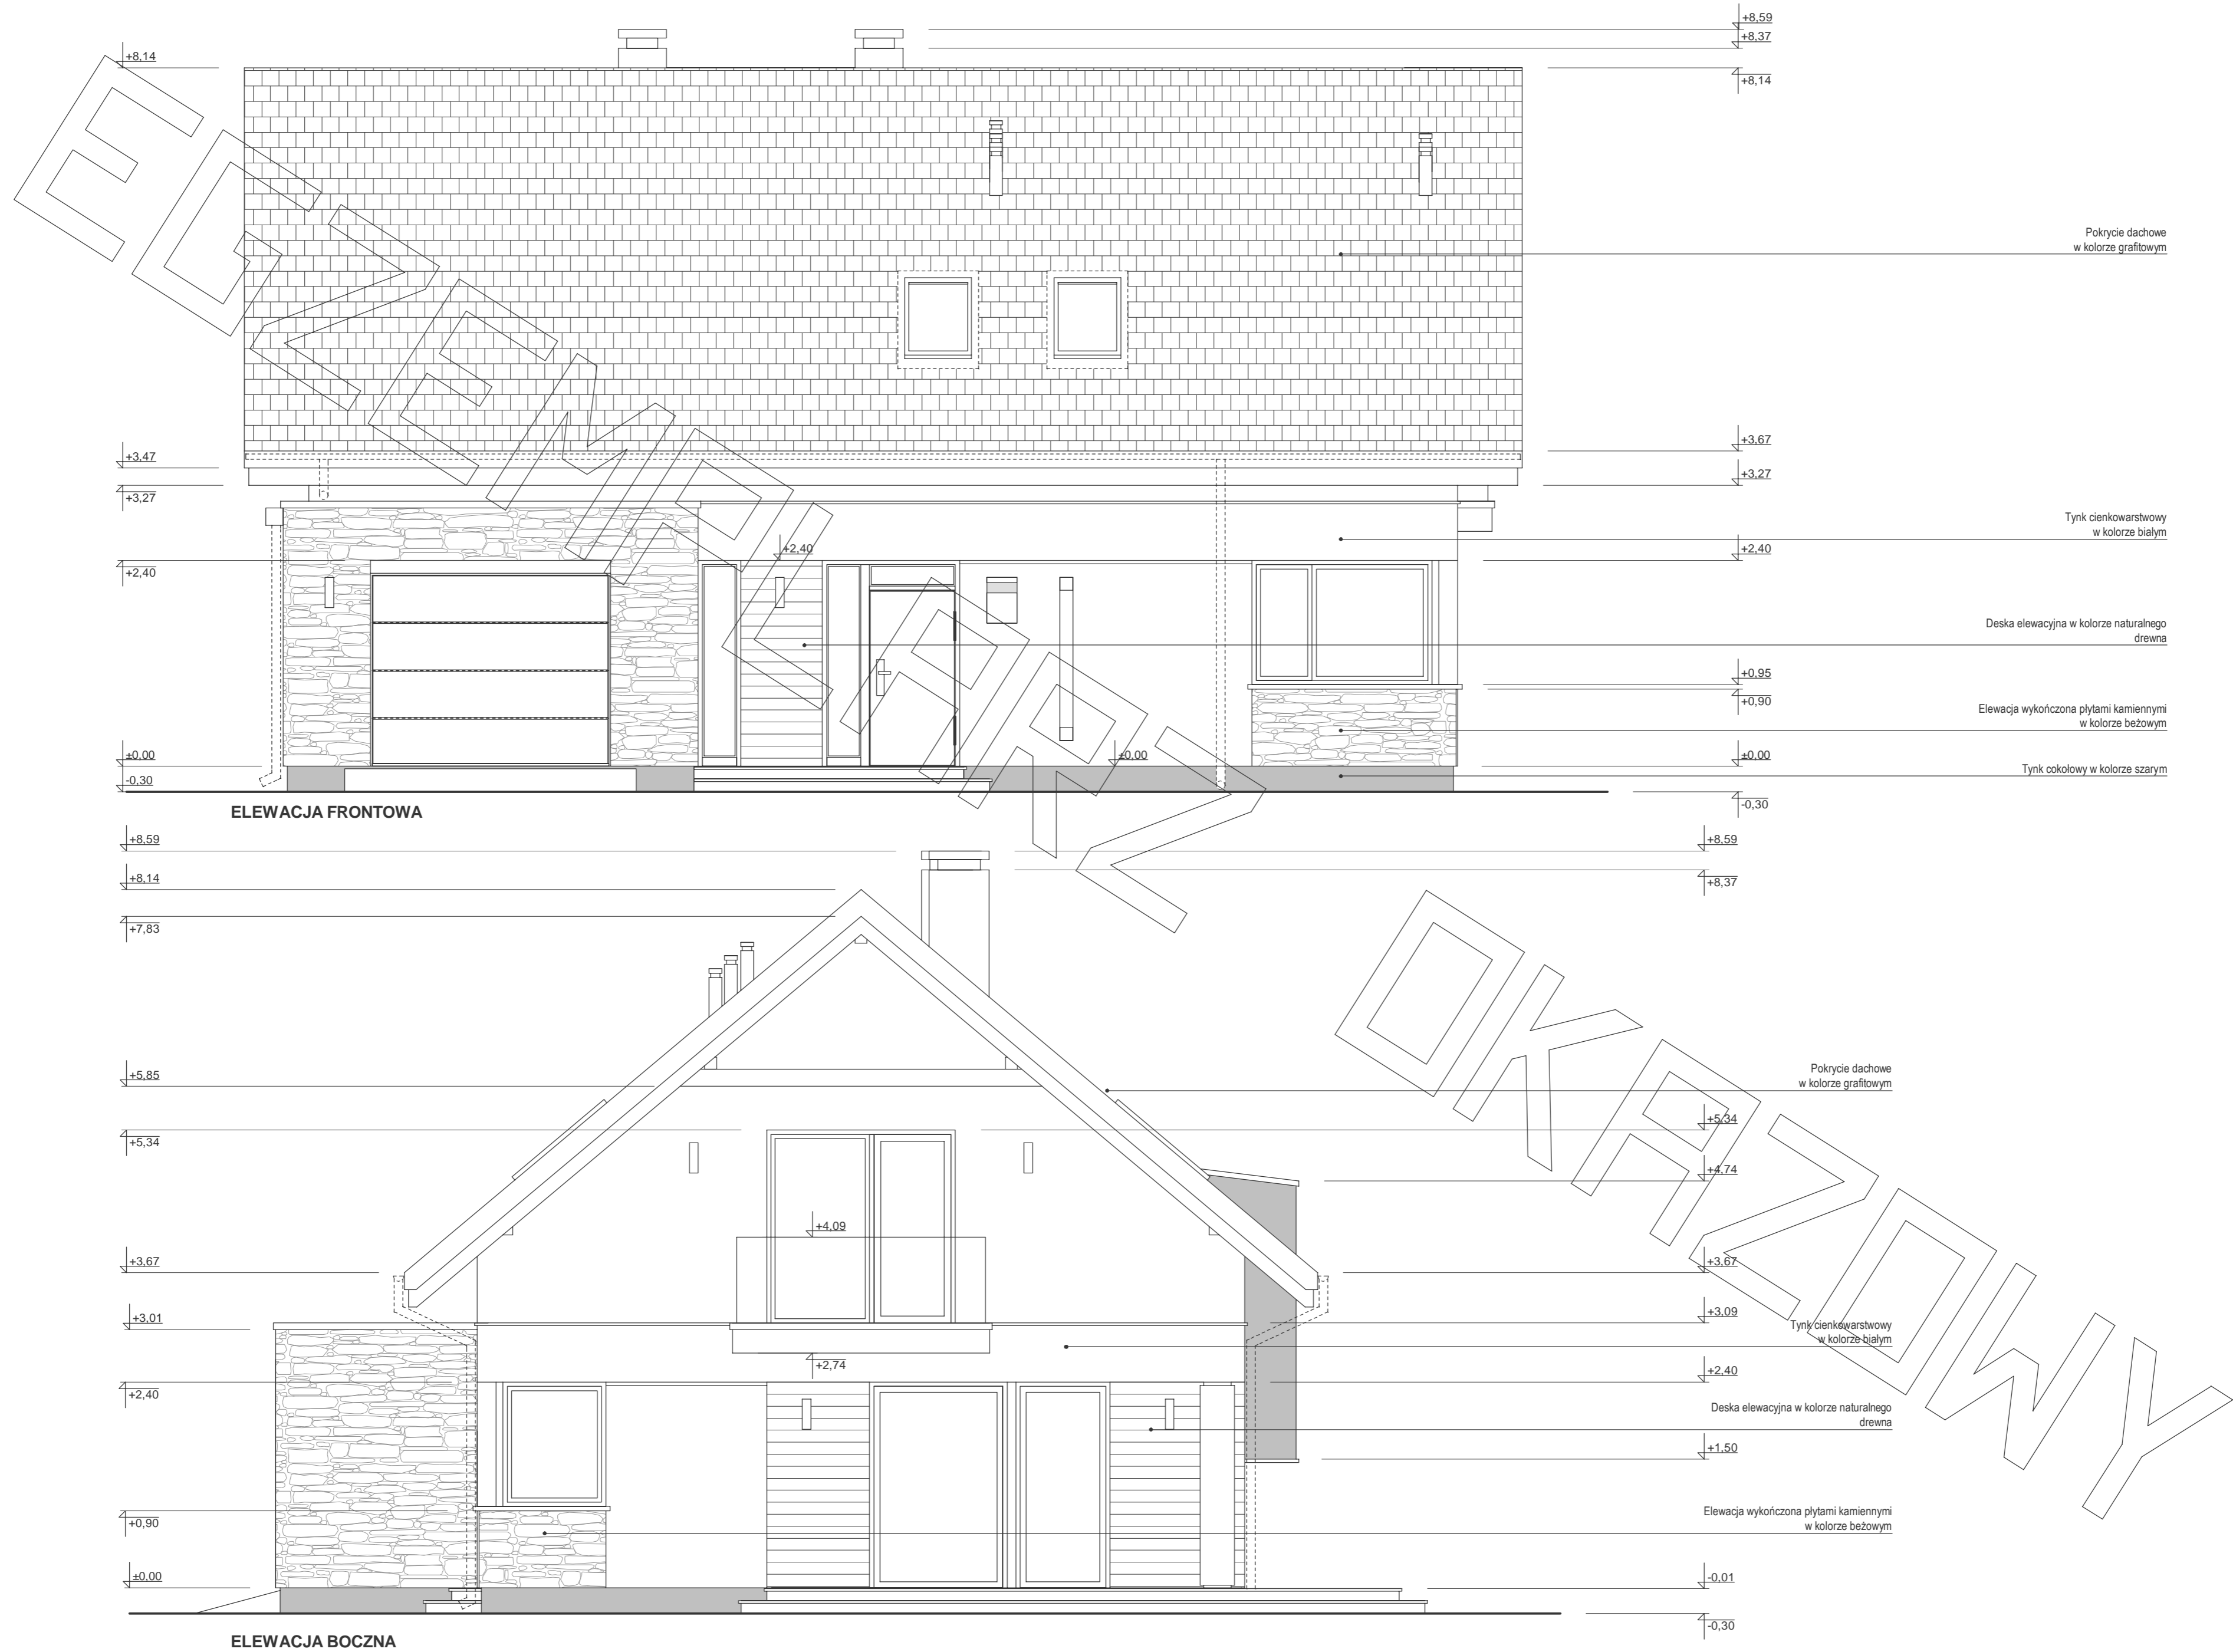 +8,59
+8,37
+8,14
+8,14
Pokrycie dachowe
w kolorze grafitowym
+3,67
+3,47
+3,27
+3,27
Tynk cienkowarstwowy
w kolorze białym
+2,40
+2,40
+2,40
Deska elewacyjna w kolorze naturalnego
drewna
+0,95
+0,90
Elewacja wykończona płytami kamiennymi
w kolorze beżowym
±0,00
±0,00
±0,00
Tynk cokołowy w kolorze szarym
-0,30
-0,30
ELEWACJA FRONTOWA
EGZEMPLARZ OKAZOWY
+8,59
+8,59
+8,14
+8,37
+7,83
Pokrycie dachowe
w kolorze grafitowym
+5,85
+5,34
+5,34
+4,74
+4,09
+3,67
+3,67
+3,01
+3,09
Tynk cienkowarstwowy
w kolorze białym
+2,74
+2,40
+2,40
Deska elewacyjna w kolorze naturalnego
drewna
+1,50
+0,90
Elewacja wykończona płytami kamiennymi
w kolorze beżowym
±0,00
-0,01
-0,30
ELEWACJA BOCZNA